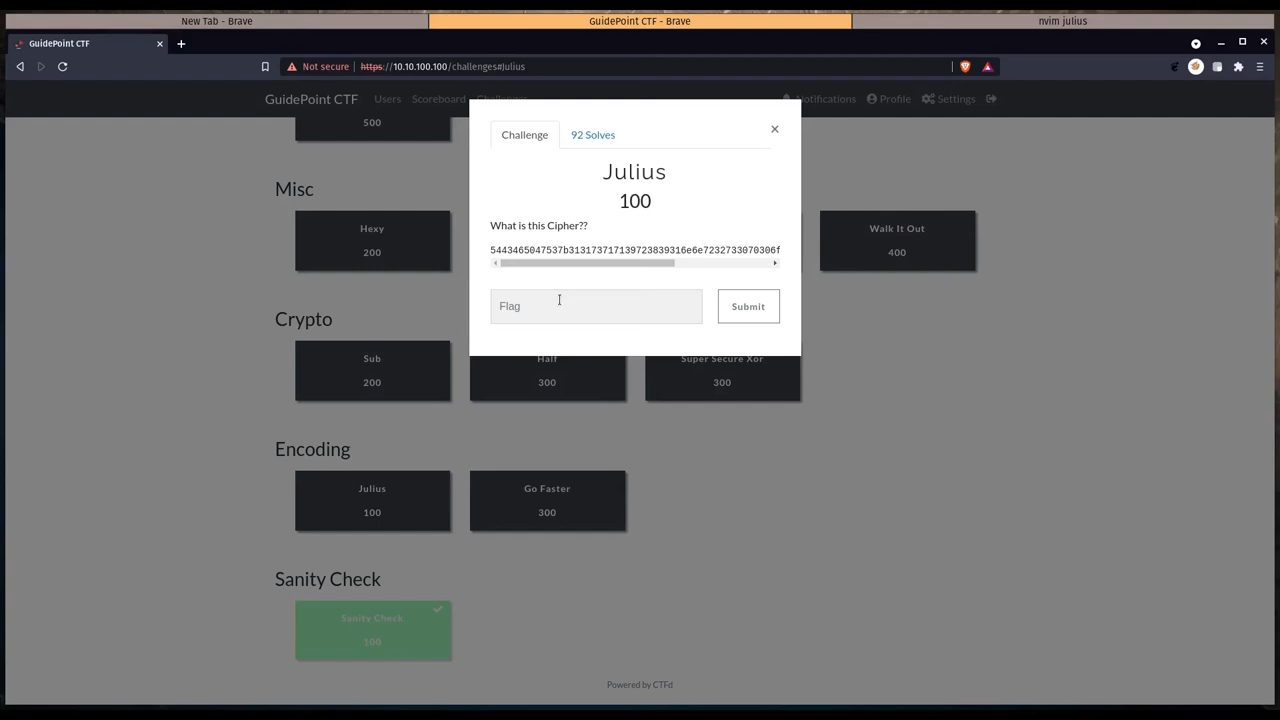 New Tab - Brave
GuidePoint CTF - Brave
nvim julius
GuidePoint CTF
Not secure
https://10.10.100.100/challenges#Julius
GuidePoint CTF
Users
Scoreboard
Challenges
Notifications
Profile
Settings
500
Challenge
92 Solves
×
Julius
100
What is this Cipher??
5443465047537b313173717139723839316e6e7232733070306f
Flag
Submit
Misc
Hexy
200
Walk It Out
400
Crypto
Sub
200
Half
300
Super Secure Xor
300
Encoding
Julius
100
Go Faster
300
Sanity Check
Sanity Check
100
Powered by CTFd